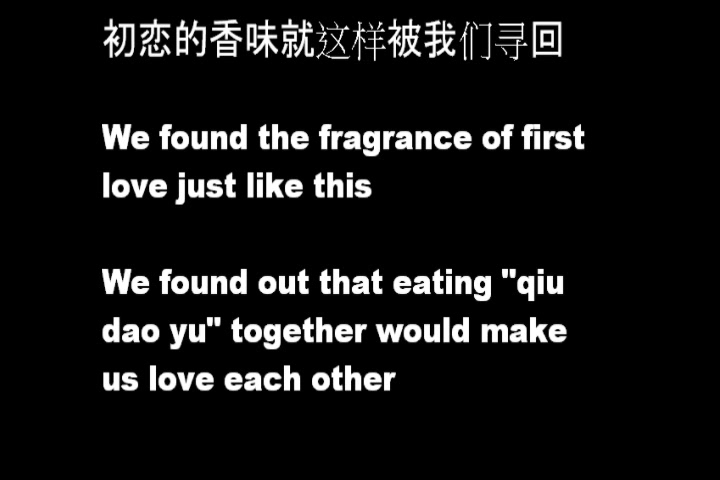 初恋的香味就这样被我们寻回
We found the fragrance of first
love just like this
We found out that eating "qiu
dao yu" together would make
us love each other